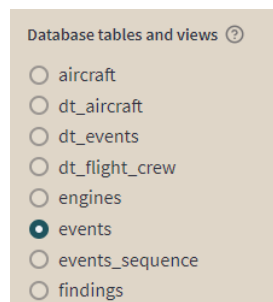 Database tables and views ?
aircraft
dt_aircraft
dt_events
dt_flight_crew
engines
events
events_sequence
findings